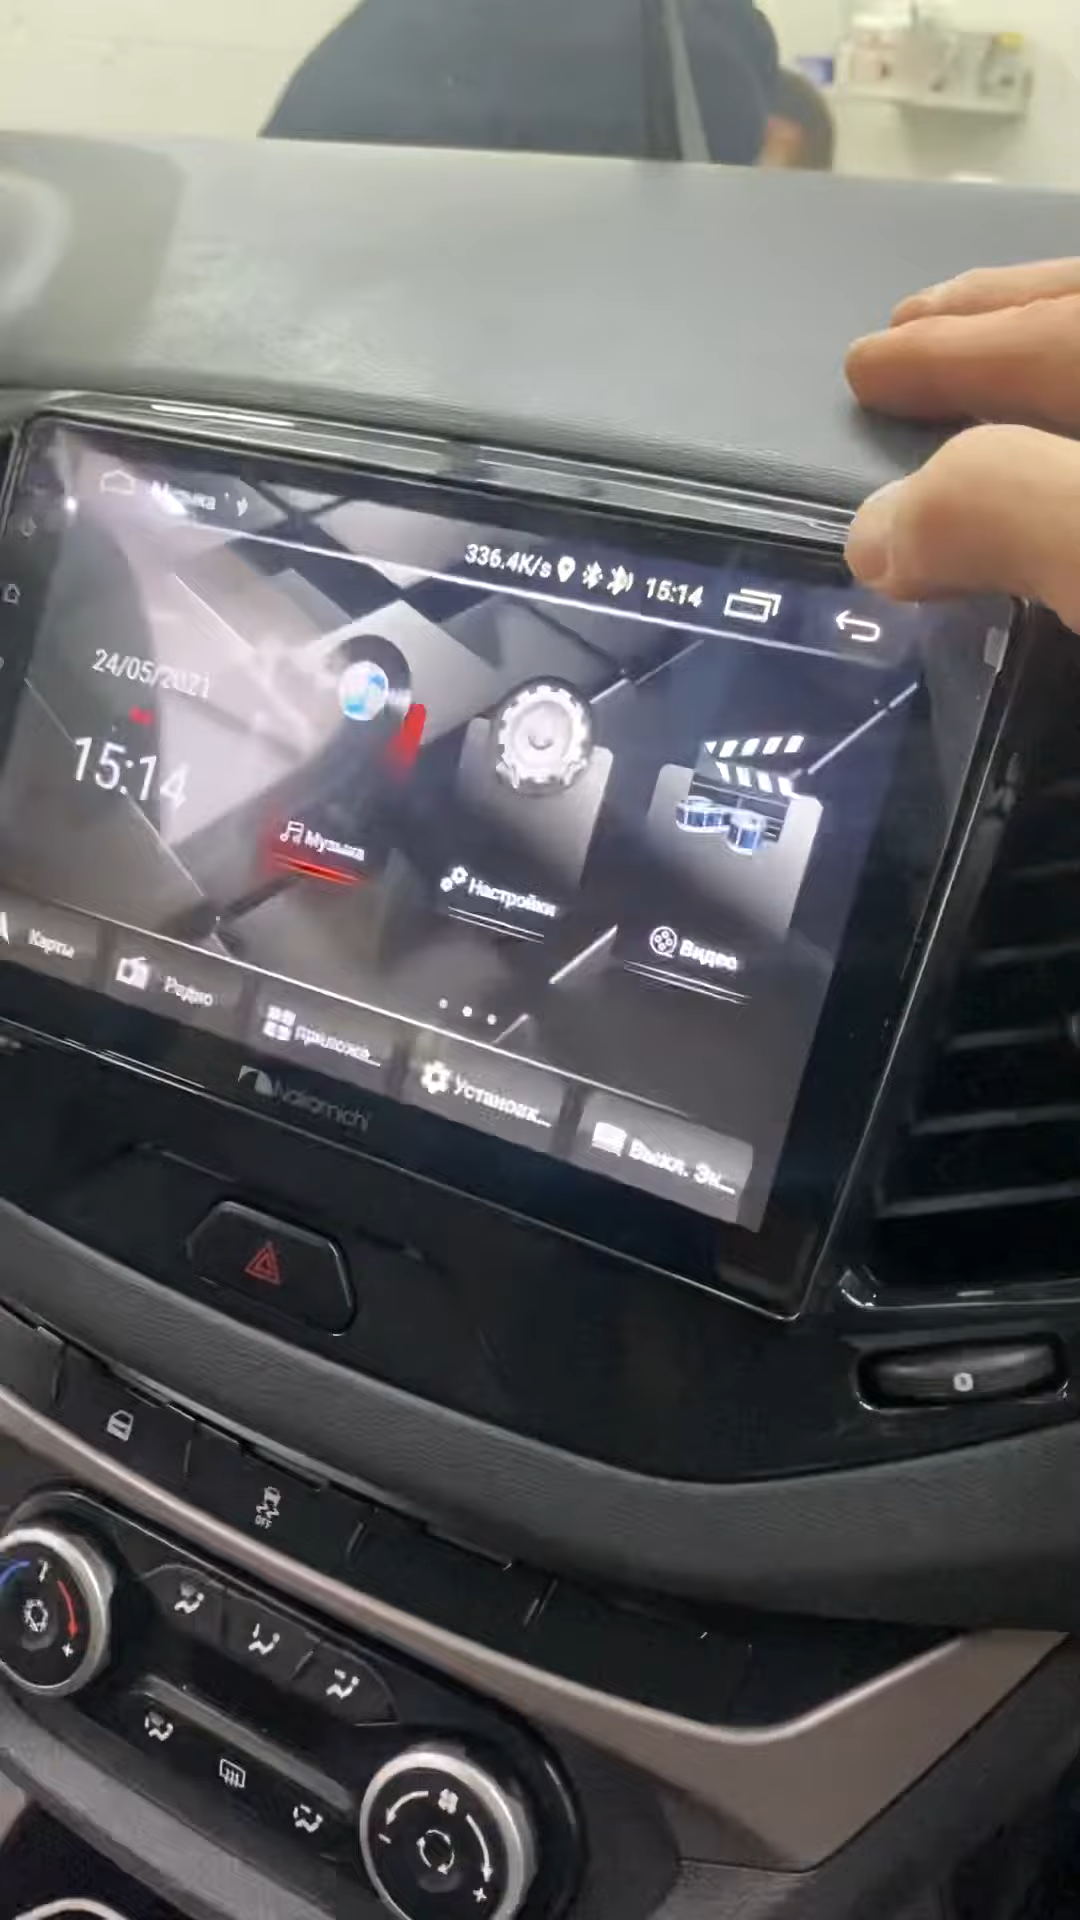 Музыка
336.4K/s 15:14
24/05/2021
15:14
Музыка
Настройки
Видео
Карты
Радио
приложе...
Установк...
Выкл. Эк...
Nakamichi
OFF